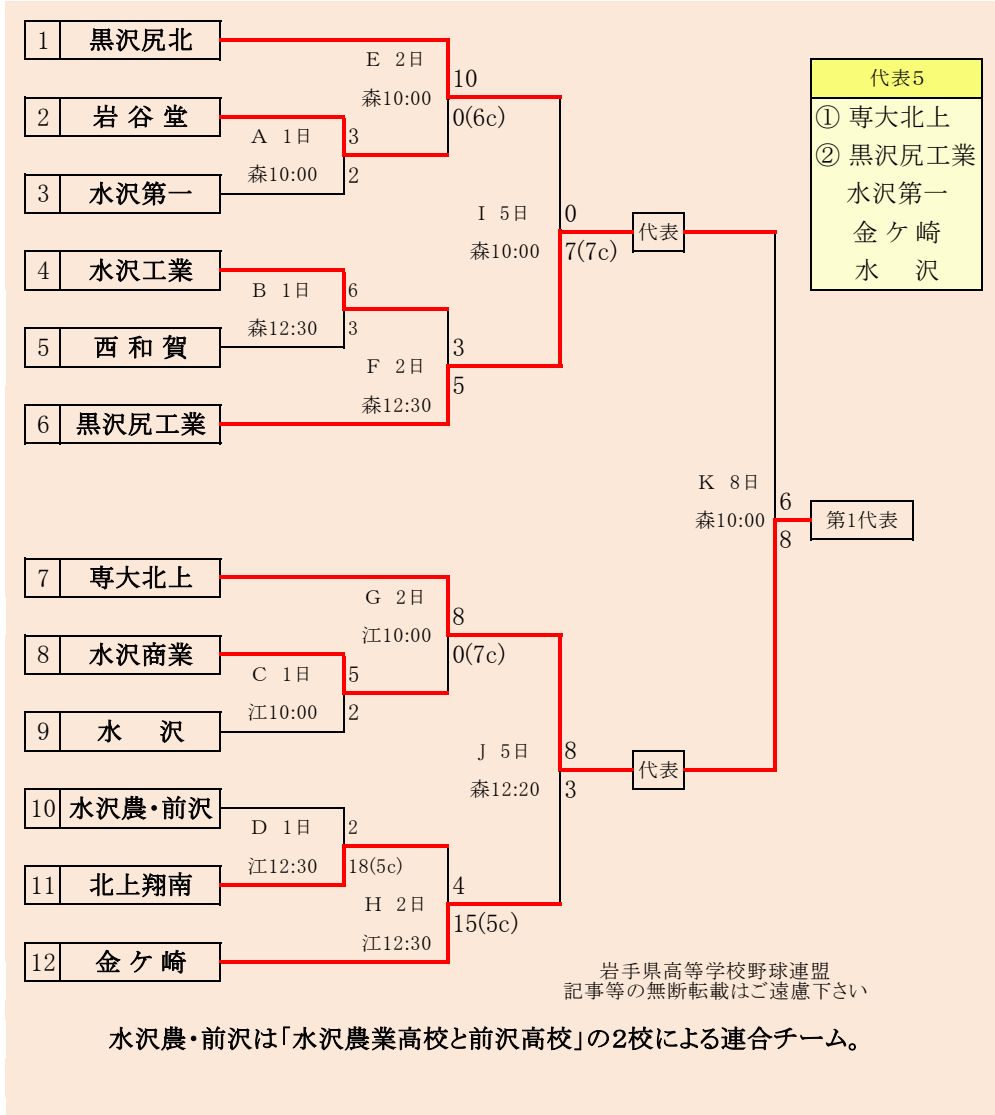 1 黒沢尻北
E 2日
森10:00
10
0(6c)
2 岩谷堂
A 1日
森10:00
3
2
3 水沢第一
I 5日
森10:00
0
7(7c)
代表
4 水沢工業
B 1日
森12:30
6
3
5 西和賀
F 2日
森12:30
3
5
6 黒沢尻工業
代表5
① 専大北上
② 黒沢尻工業
水沢第一
金ケ崎
水 沢
K 8日
森10:00
6
8
第1代表
7 専大北上
G 2日
江10:00
8
0(7c)
8 水沢商業
C 1日
江10:00
5
2
9 水 沢
J 5日
森12:20
8
3
代表
10 水沢農・前沢
D 1日
江12:30
2
18(5c)
11 北上翔南
H 2日
江12:30
4
15(5c)
12 金ケ崎
岩手県高等学校野球連盟
記事等の無断転載はご遠慮下さい
水沢農・前沢は「水沢農業高校と前沢高校」の2校による連合チーム。